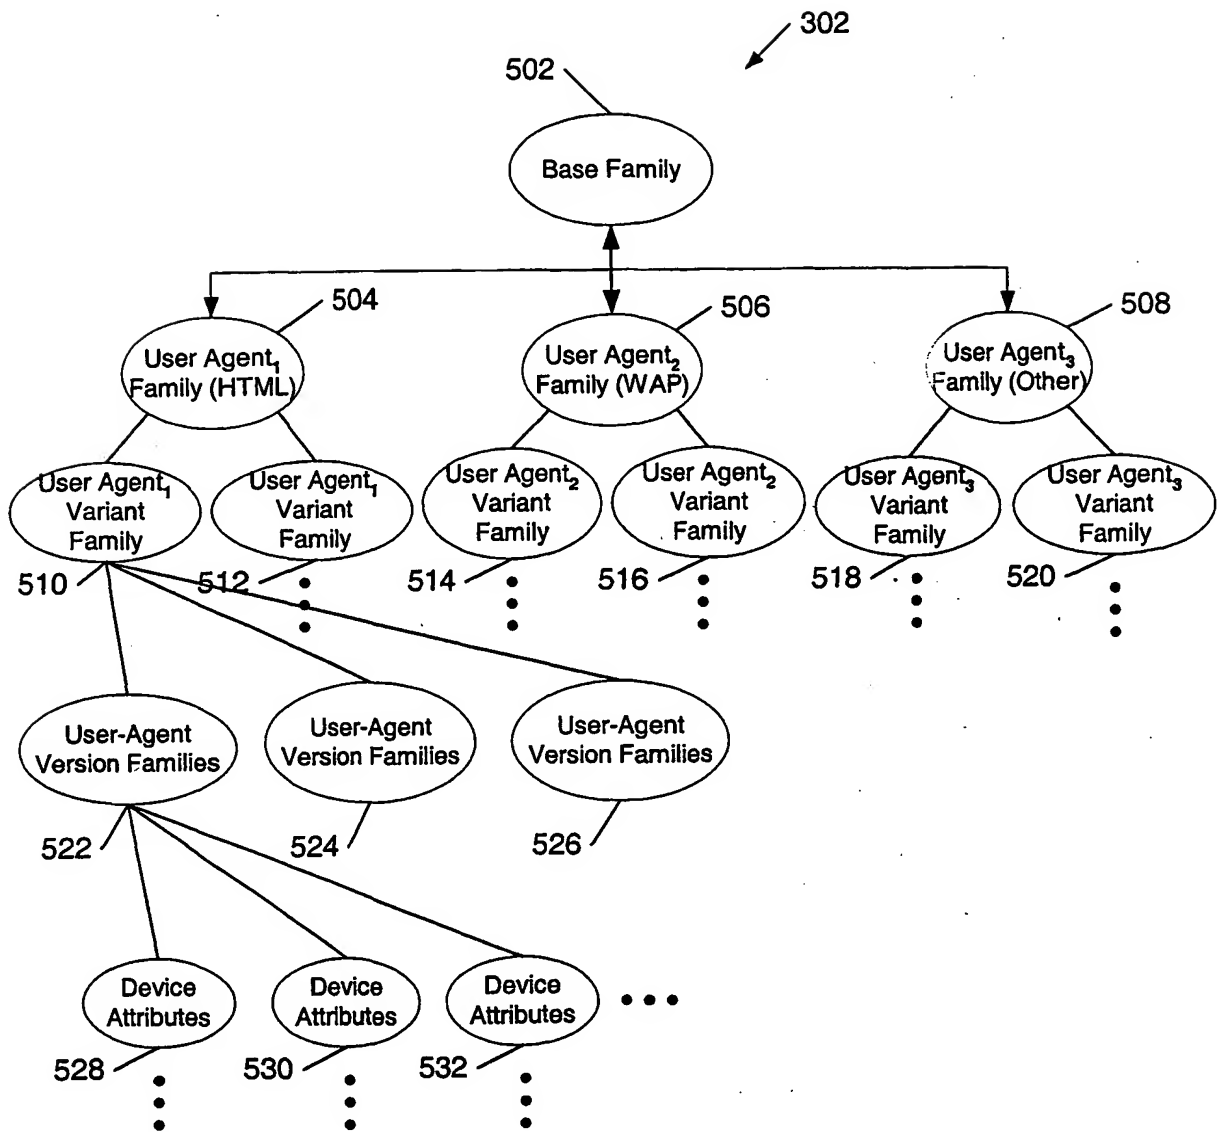 302
502
Base Family
504
506
508
User Agent1
Family (HTML)
User Agent2
Family (WAP)
User Agent3
Family (Other)
User Agent1
Variant
Family
User Agent1
Variant
Family
User Agent2
Variant
Family
User Agent2
Variant
Family
User Agent3
Variant
Family
User Agent3
Variant
Family
510
512
514
516
518
520
User-Agent
Version Families
User-Agent
Version Families
User-Agent
Version Families
522
524
526
Device
Attributes
Device
Attributes
Device
Attributes
528
530
532